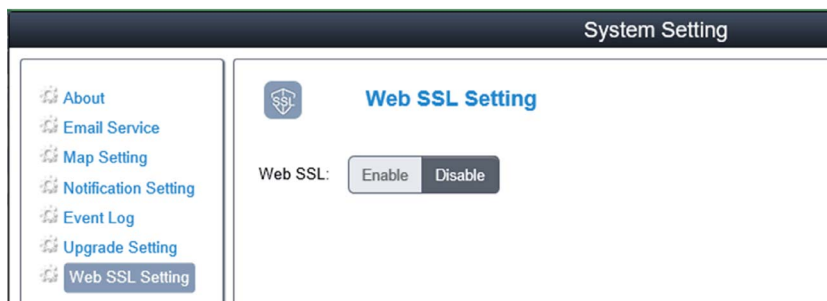 System Setting
About
Email Service
Map Setting
Notification Setting
Event Log
Upgrade Setting
Web SSL Setting
SSL
Web SSL Setting
Web SSL: Enable Disable